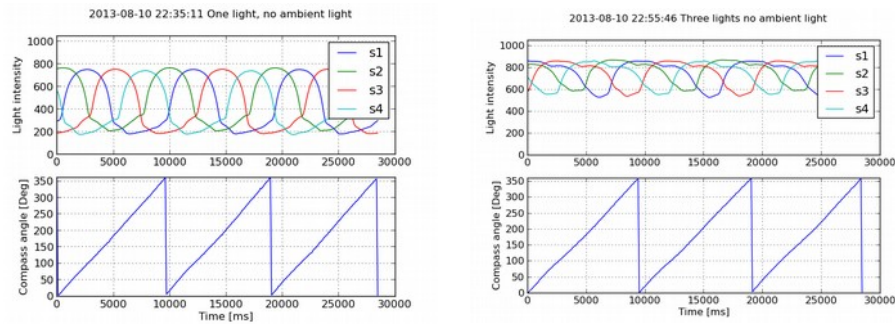 2013-08-10 22:35:11 One light, no ambient light
1000
800
600
400
200
0
Light intensity
s1
s2
s3
s4
0 5000 10000 15000 20000 25000 30000
350
300
250
200
150
100
50
0
Compass angle [Deg]
0 5000 10000 15000 20000 25000 30000
Time [ms]
2013-08-10 22:55:46 Three lights no ambient light
1000
800
600
400
200
0
Light intensity
s1
s2
s3
s4
0 5000 10000 15000 20000 25000 30000
350
300
250
200
150
100
50
0
Compass angle [Deg]
0 5000 10000 15000 20000 25000 30000
Time [ms]